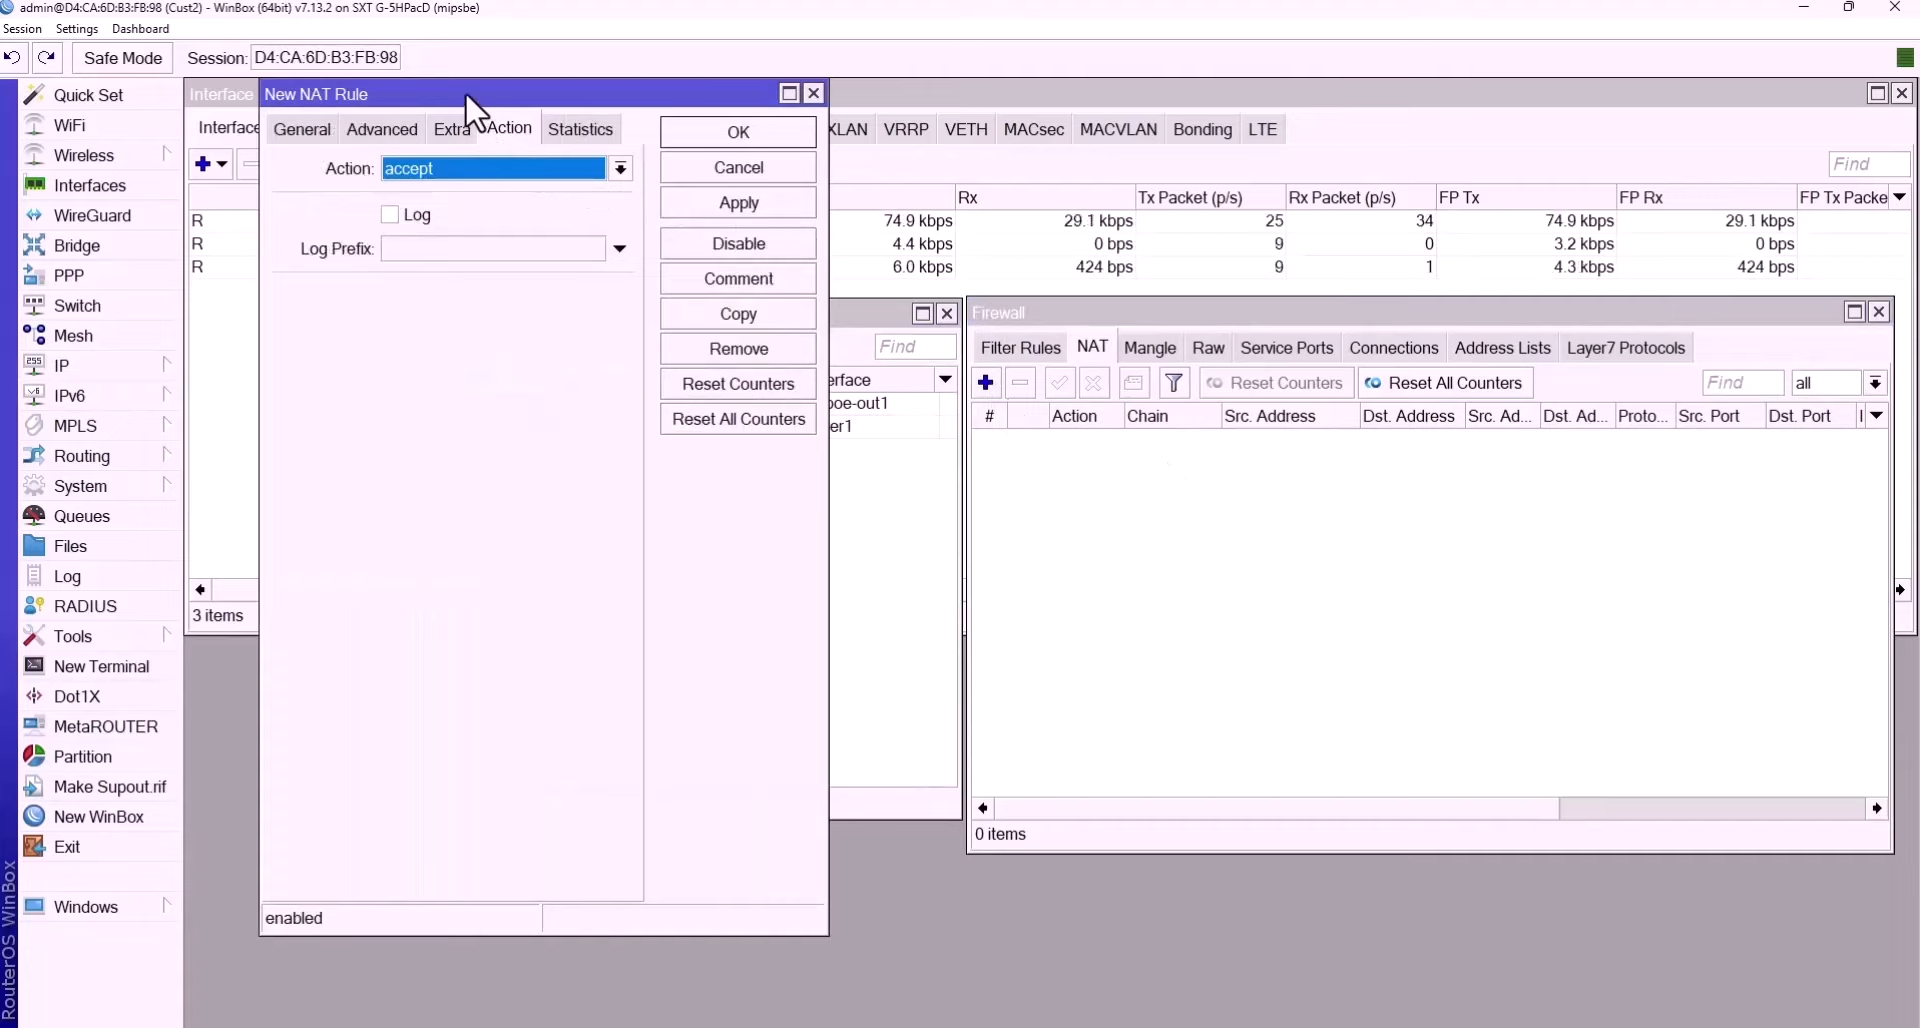 admin@D4:CA:6D:B3:FB:98 (Cust2) - WinBox (64bit) v7.13.2 on SXT G-5HPacD (mipsbe)
Session Settings Dashboard
Safe Mode Session: D4:CA:6D:B3:FB:98
Quick Set
WiFi
Wireless
Interfaces
WireGuard
Bridge
PPP
Switch
Mesh
IP
IPv6
MPLS
Routing
System
Queues
Files
Log
RADIUS
Tools
New Terminal
Dot1X
MetaROUTER
Partition
Make Supout.rif
New WinBox
Exit
Windows
RouterOS WinBox
Interface
Interface XLAN VRRP VETH MACsec MACVLAN Bonding LTE
Find
Rx Tx Packet (p/s) Rx Packet (p/s) FP Tx FP Rx FP Tx Packe
R 74.9 kbps 29.1 kbps 25 34 74.9 kbps 29.1 kbps
R 4.4 kbps 0 bps 9 0 3.2 kbps 0 bps
R 6.0 kbps 424 bps 9 1 4.3 kbps 424 bps
3 items
New NAT Rule
General Advanced Extra Action Statistics
Action: accept
Log
Log Prefix:
OK
Cancel
Apply
Disable
Comment
Copy
Remove
Reset Counters
Reset All Counters
enabled
Find
erface
poe-out1
er1
Firewall
Filter Rules NAT Mangle Raw Service Ports Connections Address Lists Layer7 Protocols
Reset Counters Reset All Counters Find all
# Action Chain Src. Address Dst. Address Src. Ad... Dst. Ad... Proto... Src. Port Dst. Port I
0 items